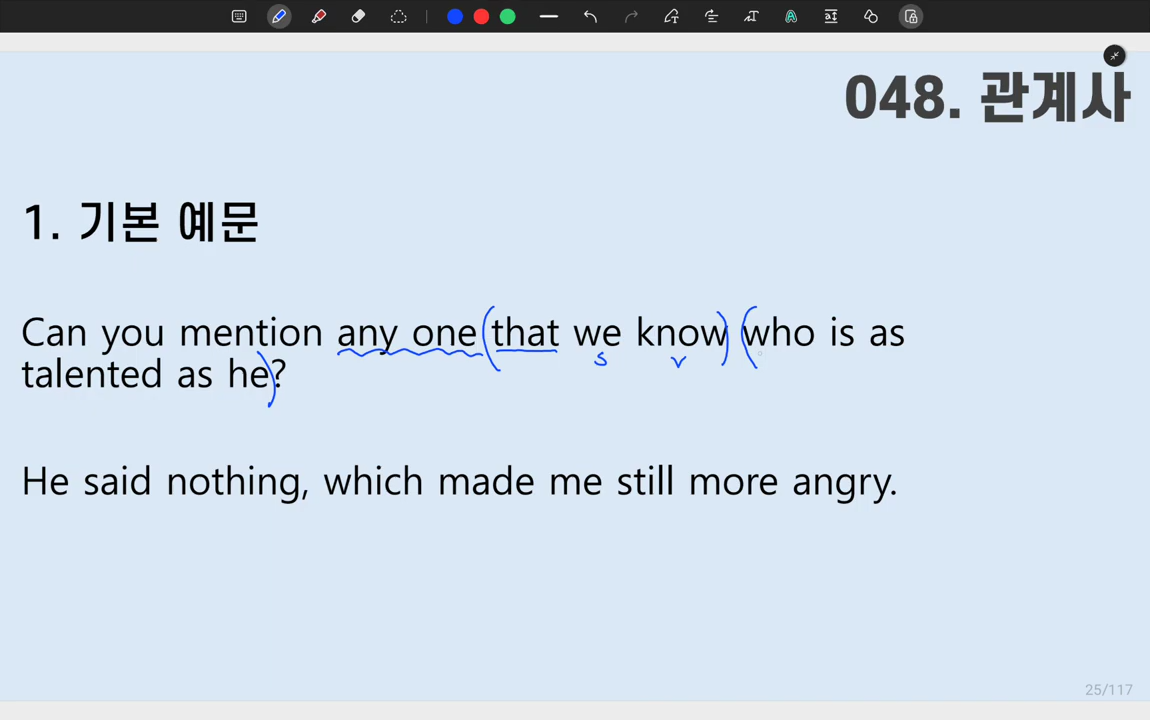 048. 관계사
1. 기본 예문
Can you mention any one (that we know) (who is as
s v
talented as he)?
He said nothing, which made me still more angry.
25/117